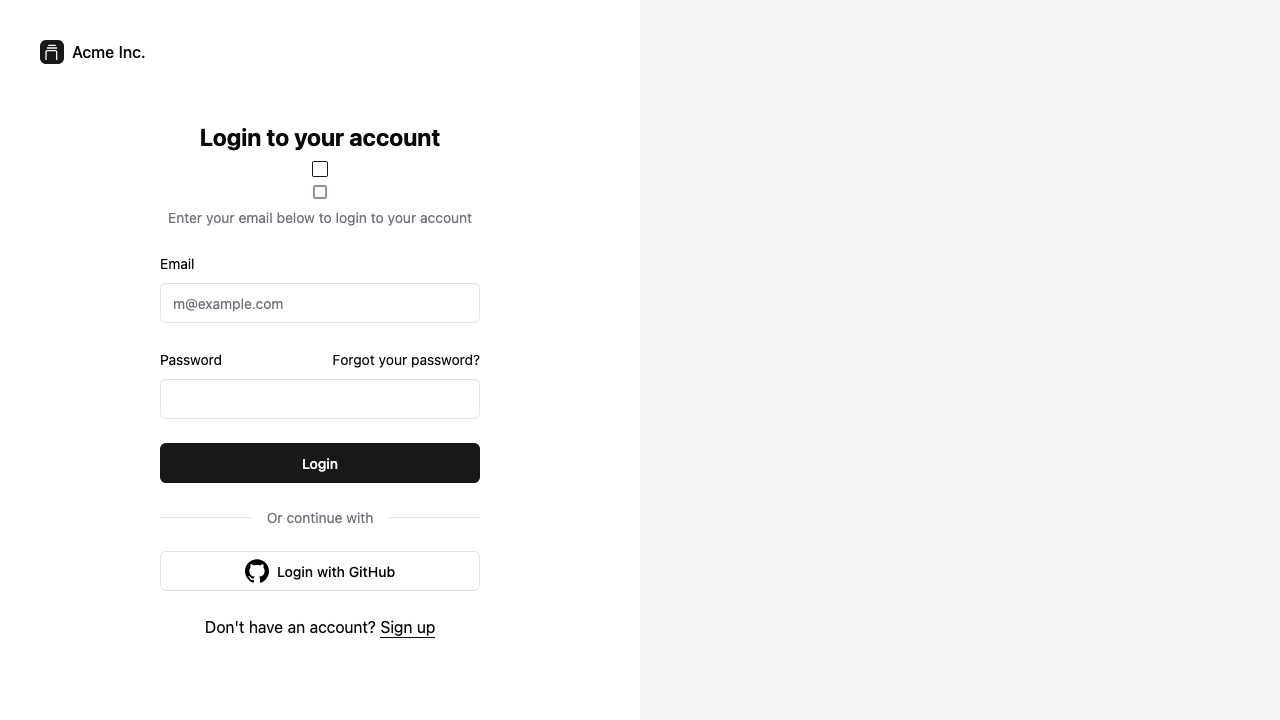 Acme Inc.
Login to your account
Enter your email below to login to your account
Email
m@example.com
Password
Forgot your password?
Login
Or continue with
Login with GitHub
Don't have an account? Sign up